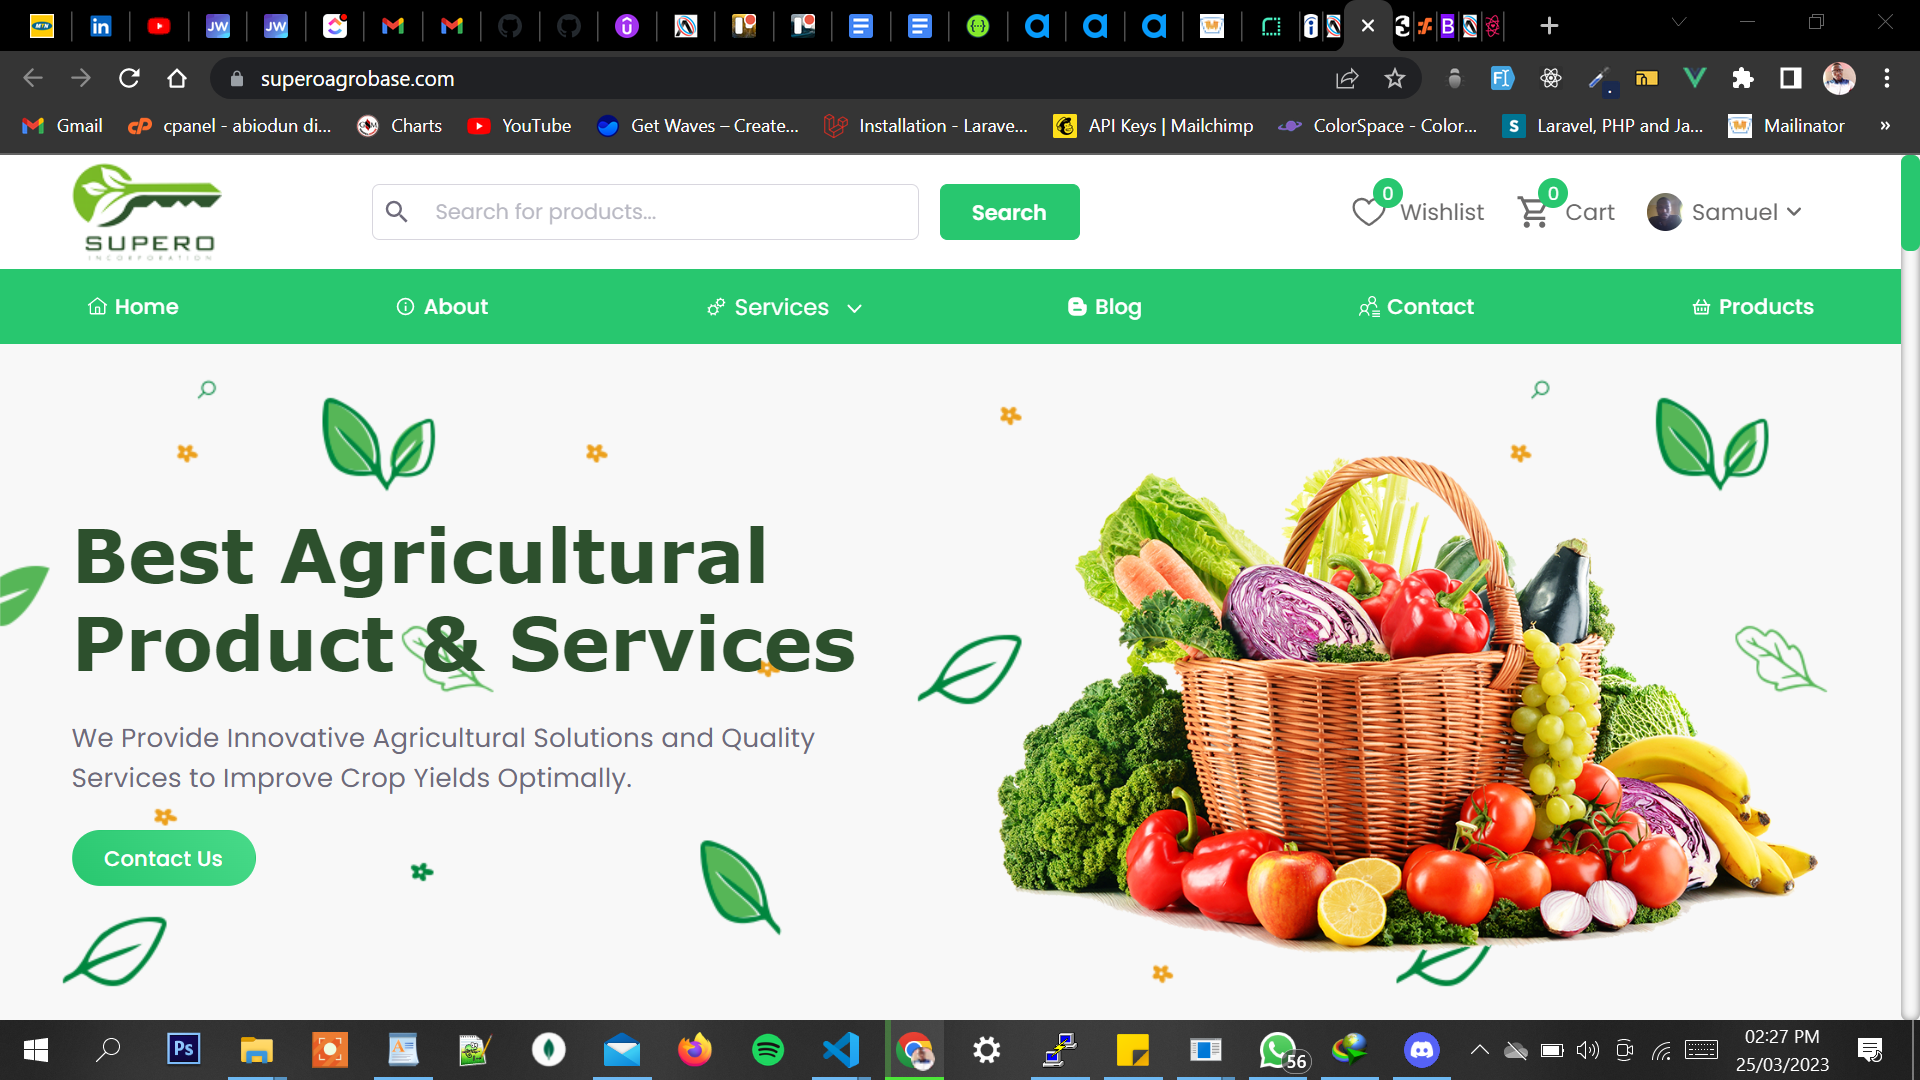 superoagrobase.com
Gmail
cpanel - abiodun di...
Charts
YouTube
Get Waves – Create...
Installation - Larave...
API Keys | Mailchimp
ColorSpace - Color...
Laravel, PHP and Ja...
Mailinator
»
SUPERO
INCORPORATION
Search for products...
Search
0
Wishlist
0
Cart
Samuel
Home
About
Services
Blog
Contact
Products
Best Agricultural
Product & Services
We Provide Innovative Agricultural Solutions and Quality
Services to Improve Crop Yields Optimally.
Contact Us
Ps
56
02:27 PM
25/03/2023